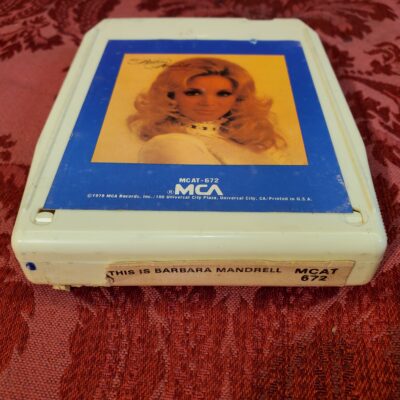 MCAT-672
® MCA
©1978 MCA Records, Inc., 100 Universal City Plaza, Universal City, CA/Printed in U.S.A.
THIS IS BARBARA MANDRELL MCAT
672